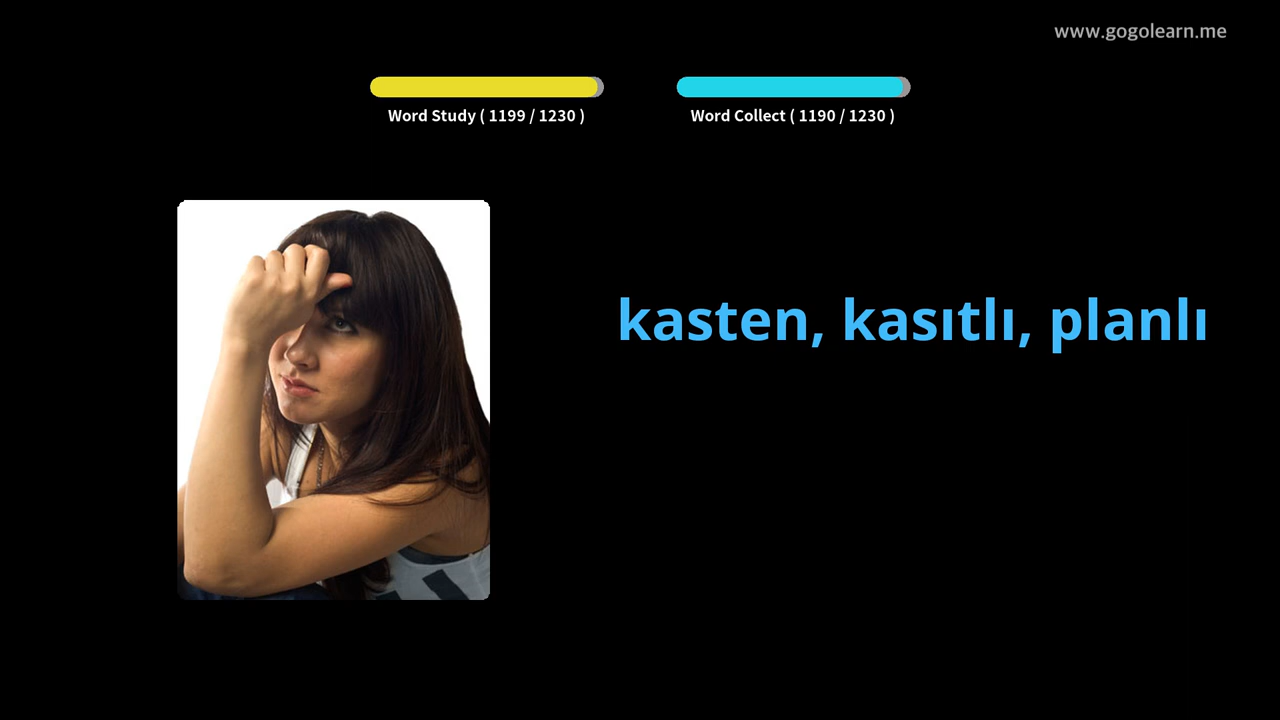 www.gogolearn.me
Word Study ( 1199 / 1230 )
Word Collect ( 1190 / 1230 )
kasten, kasıtlı, planlı